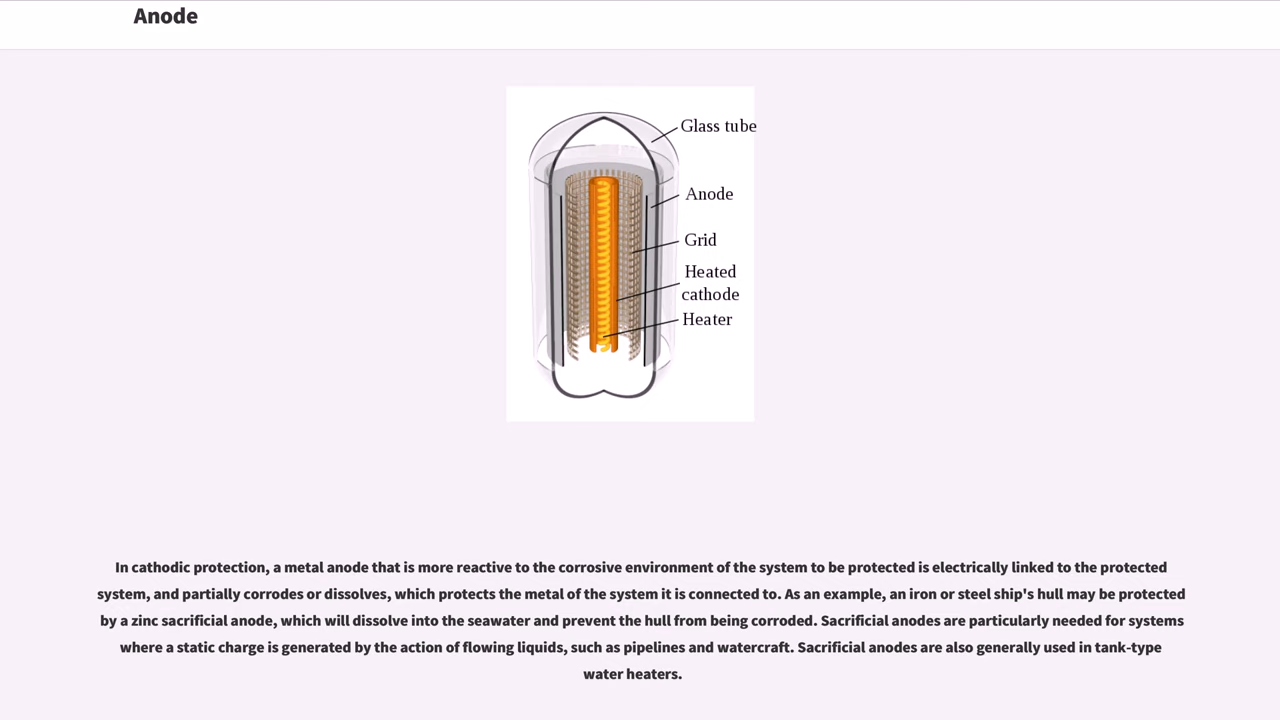 Anode
Glass tube
Anode
Grid
Heated
cathode
Heater
In cathodic protection, a metal anode that is more reactive to the corrosive environment of the system to be protected is electrically linked to the protected
system, and partially corrodes or dissolves, which protects the metal of the system it is connected to. As an example, an iron or steel ship's hull may be protected
by a zinc sacrificial anode, which will dissolve into the seawater and prevent the hull from being corroded. Sacrificial anodes are particularly needed for systems
where a static charge is generated by the action of flowing liquids, such as pipelines and watercraft. Sacrificial anodes are also generally used in tank-type
water heaters.